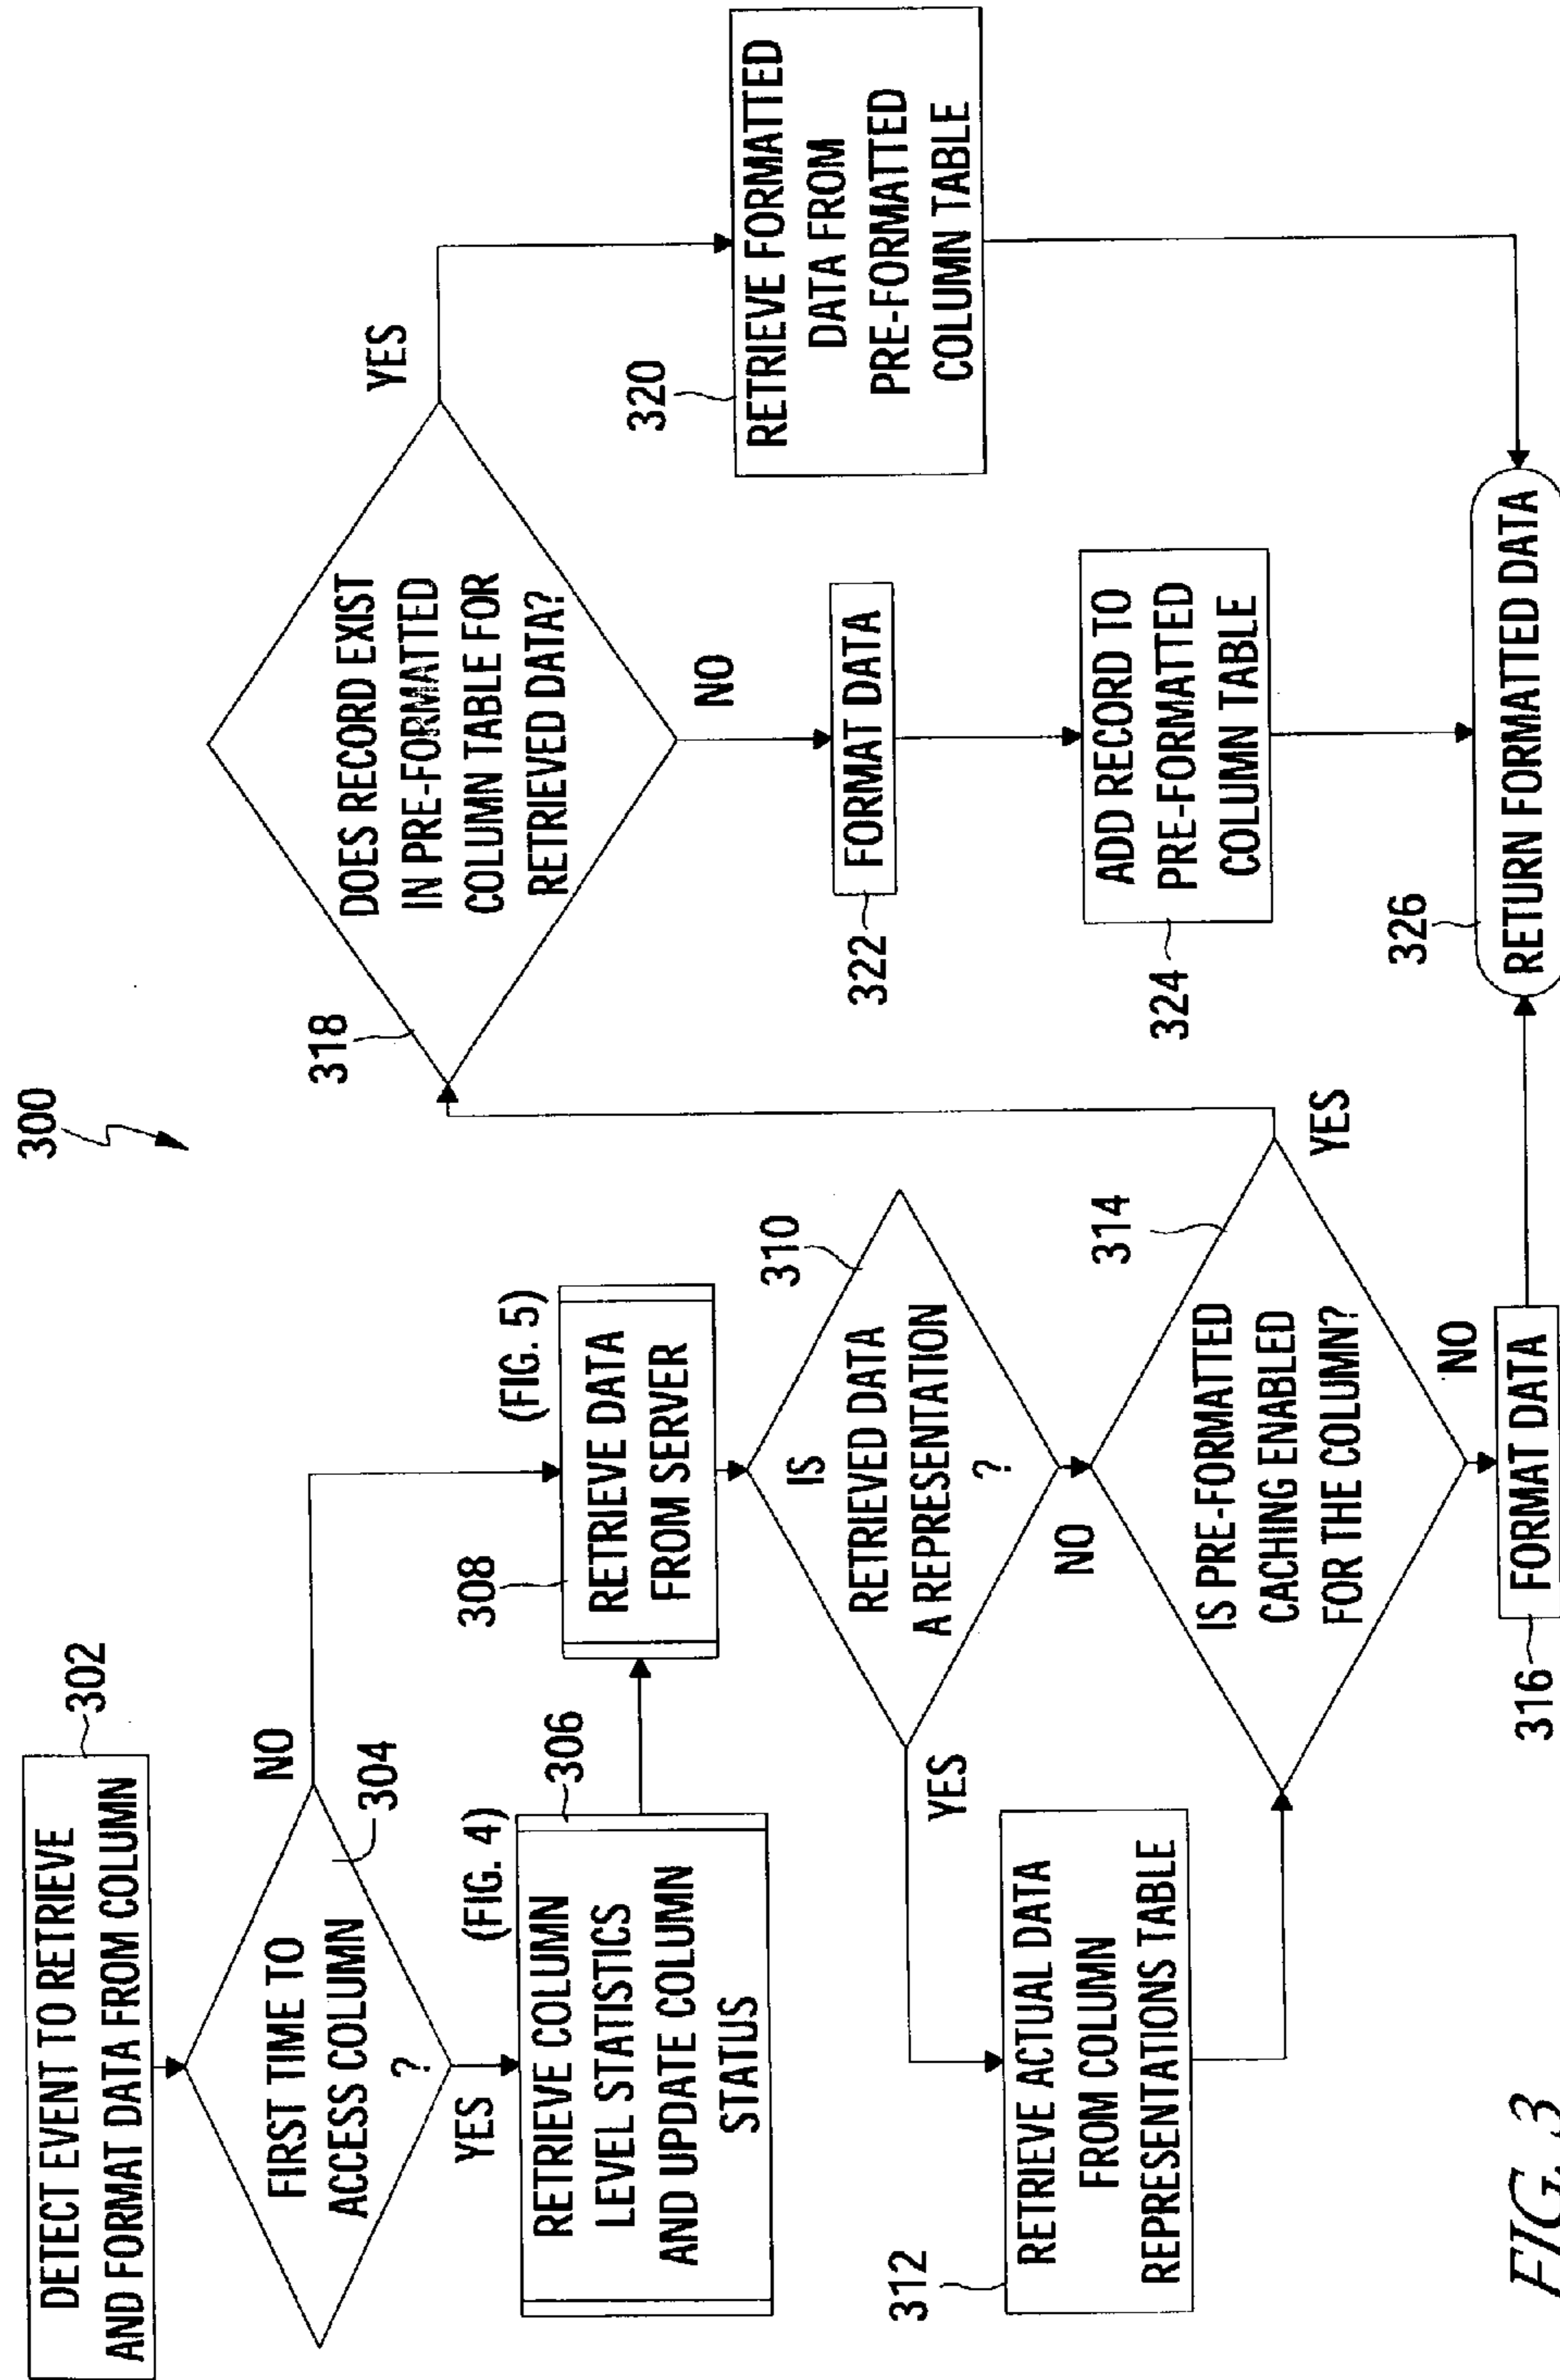 300
DETECT EVENT TO RETRIEVE
AND FORMAT DATA FROM COLUMN
302
FIRST TIME TO
ACCESS COLUMN
?
304
NO
YES
(FIG. 4)
306
RETRIEVE COLUMN
LEVEL STATISTICS
AND UPDATE COLUMN
STATUS
(FIG. 5)
308
RETRIEVE DATA
FROM SERVER
310
IS
RETRIEVED DATA
A REPRESENTATION
?
YES
NO
312
RETRIEVE ACTUAL DATA
FROM COLUMN
REPRESENTATIONS TABLE
314
IS PRE-FORMATTED
CACHING ENABLED
FOR THE COLUMN?
YES
NO
316
FORMAT DATA
318
DOES RECORD EXIST
IN PRE-FORMATTED
COLUMN TABLE FOR
RETRIEVED DATA?
YES
NO
320
RETRIEVE FORMATTED
DATA FROM
PRE-FORMATTED
COLUMN TABLE
322
FORMAT DATA
324
ADD RECORD TO
PRE-FORMATTED
COLUMN TABLE
326
RETURN FORMATTED DATA
FIG. 3